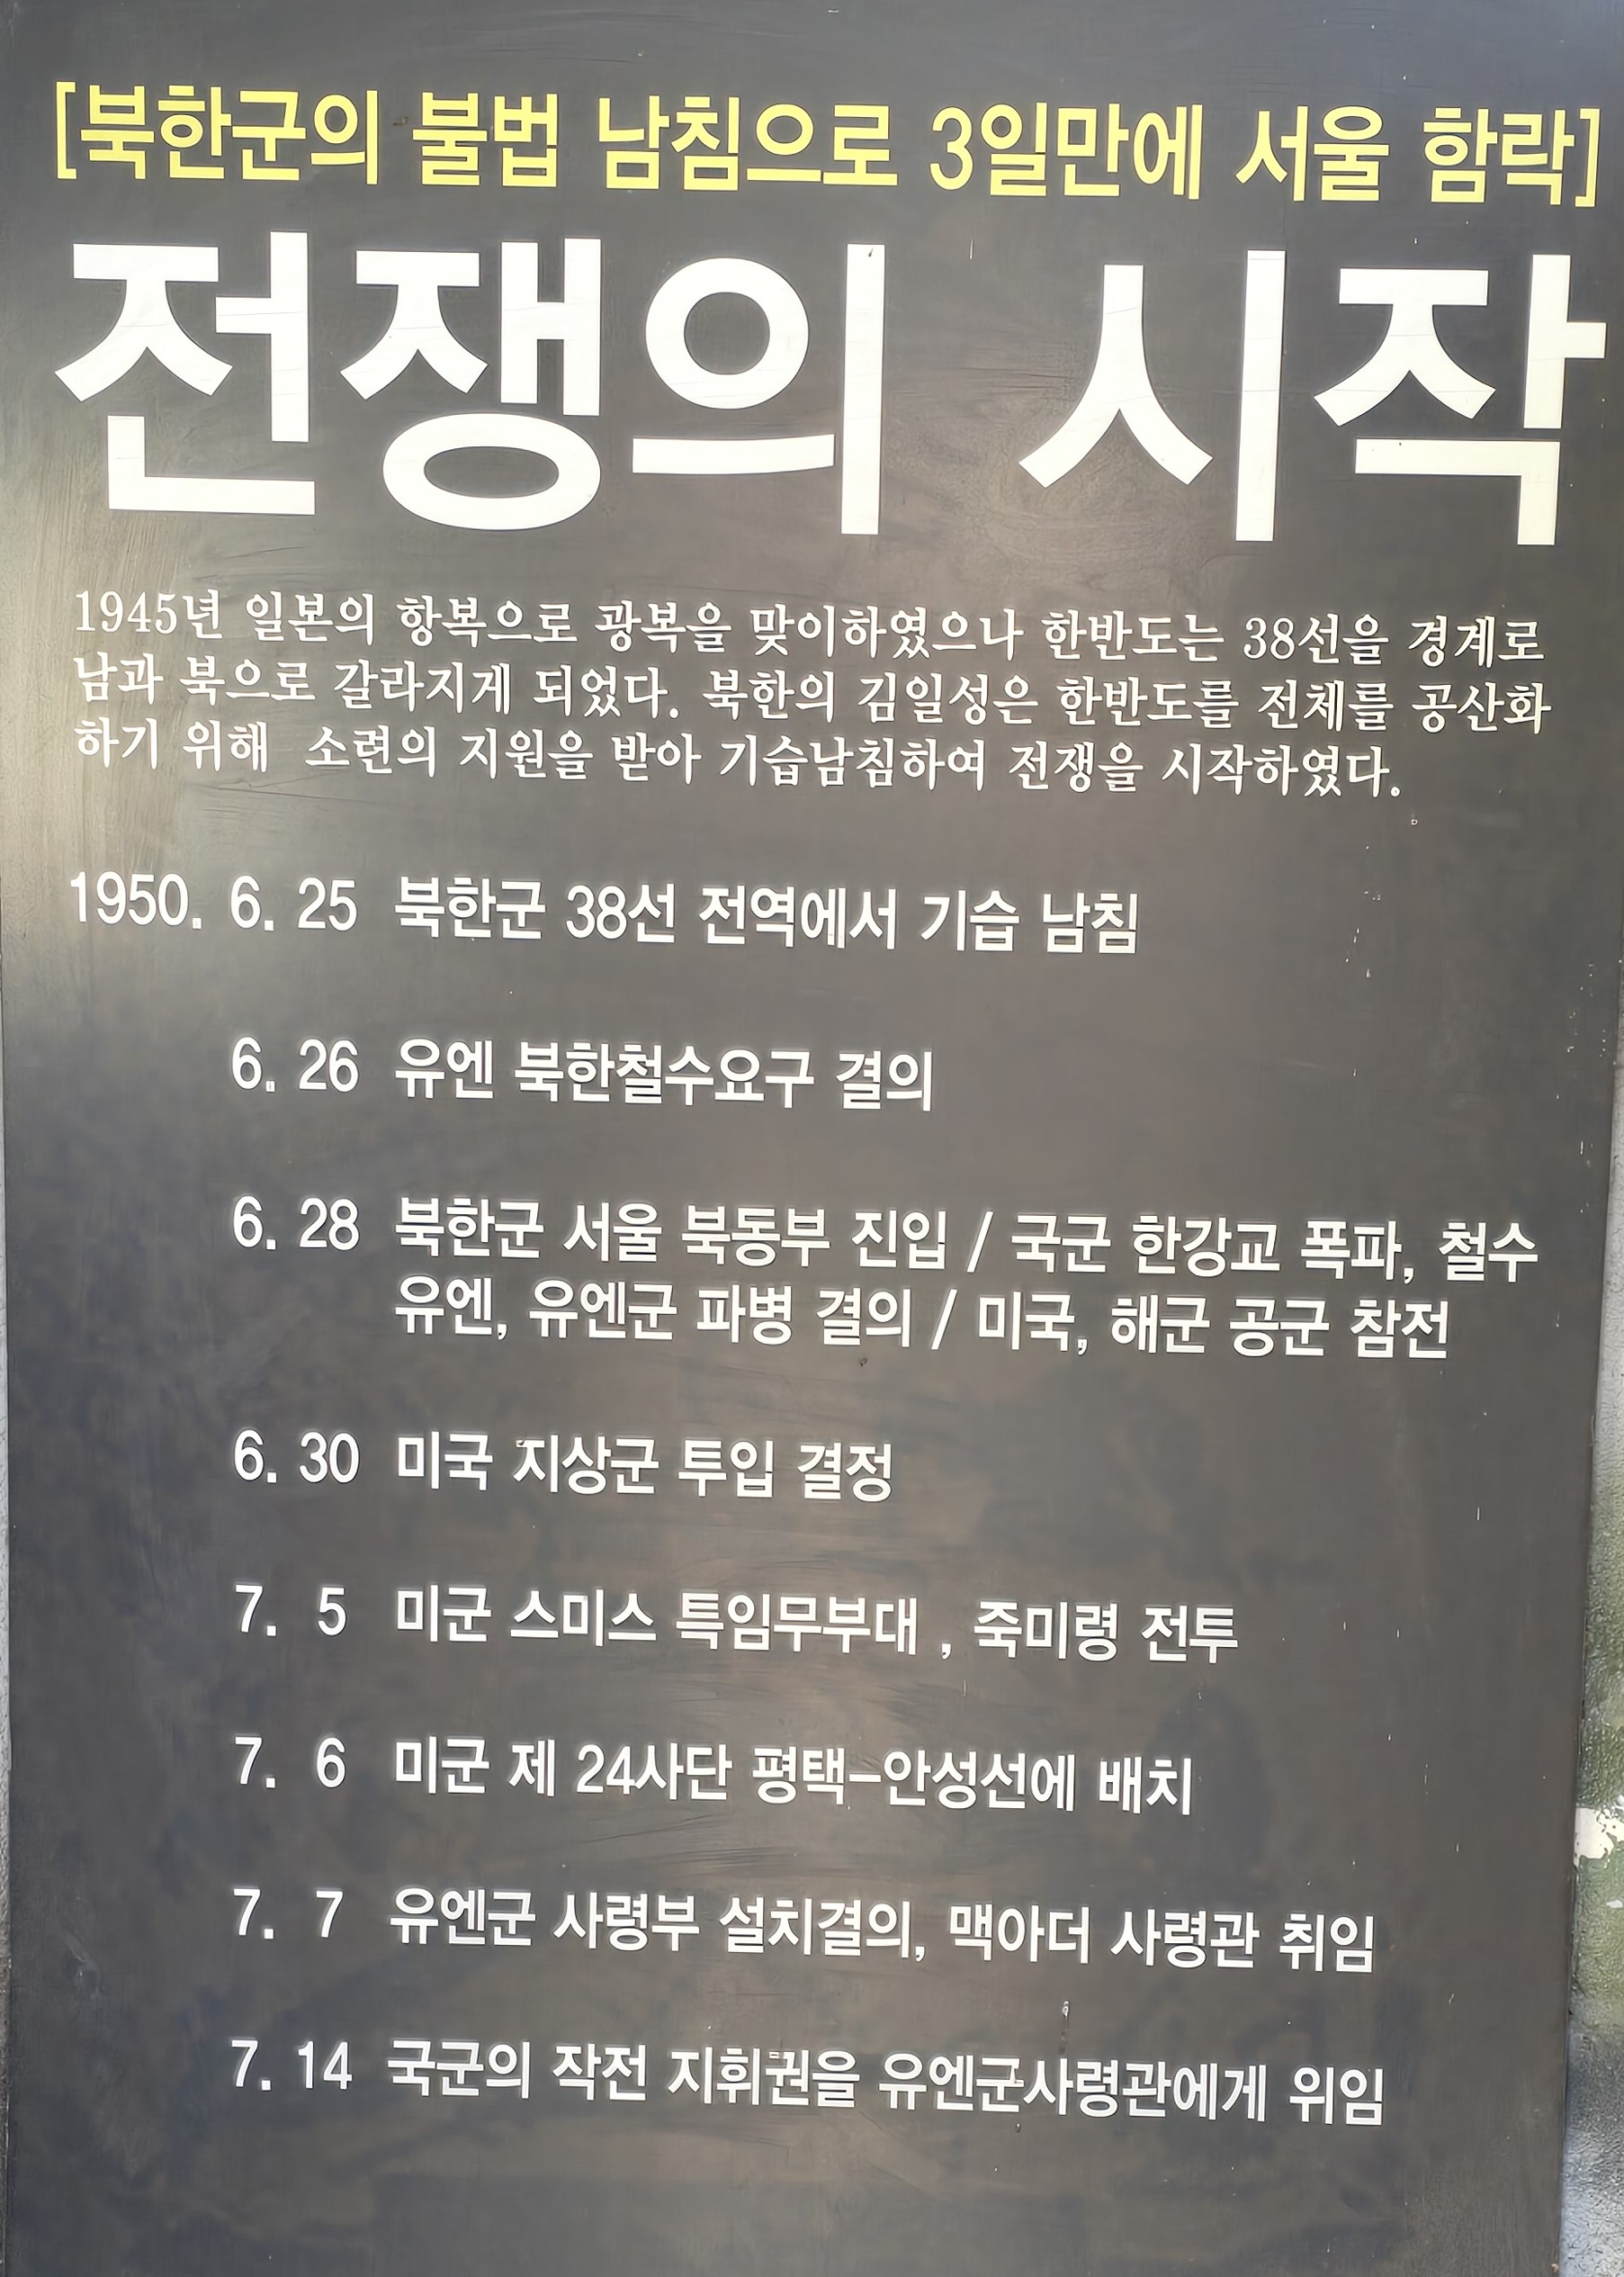 [북한군의 불법 남침으로 3일만에 서울 함락]
전쟁의 시작
1945년 일본의 항복으로 광복을 맞이하였으나 한반도는 38선을 경계로
남과 북으로 갈라지게 되었다. 북한의 김일성은 한반도를 전체를 공산화
하기 위해 소련의 지원을 받아 기습남침하여 전쟁을 시작하였다.
1950. 6. 25 북한군 38선 전역에서 기습 남침
6. 26 유엔 북한철수요구 결의
6. 28 북한군 서울 북동부 진입 / 국군 한강교 폭파, 철수
유엔, 유엔군 파병 결의 / 미국, 해군 공군 참전
6. 30 미국 지상군 투입 결정
7. 5 미군 스미스 특임무부대 , 죽미령 전투
7. 6 미군 제 24사단 평택-안성선에 배치
7. 7 유엔군 사령부 설치결의, 맥아더 사령관 취임
7. 14 국군의 작전 지휘권을 유엔군사령관에게 위임